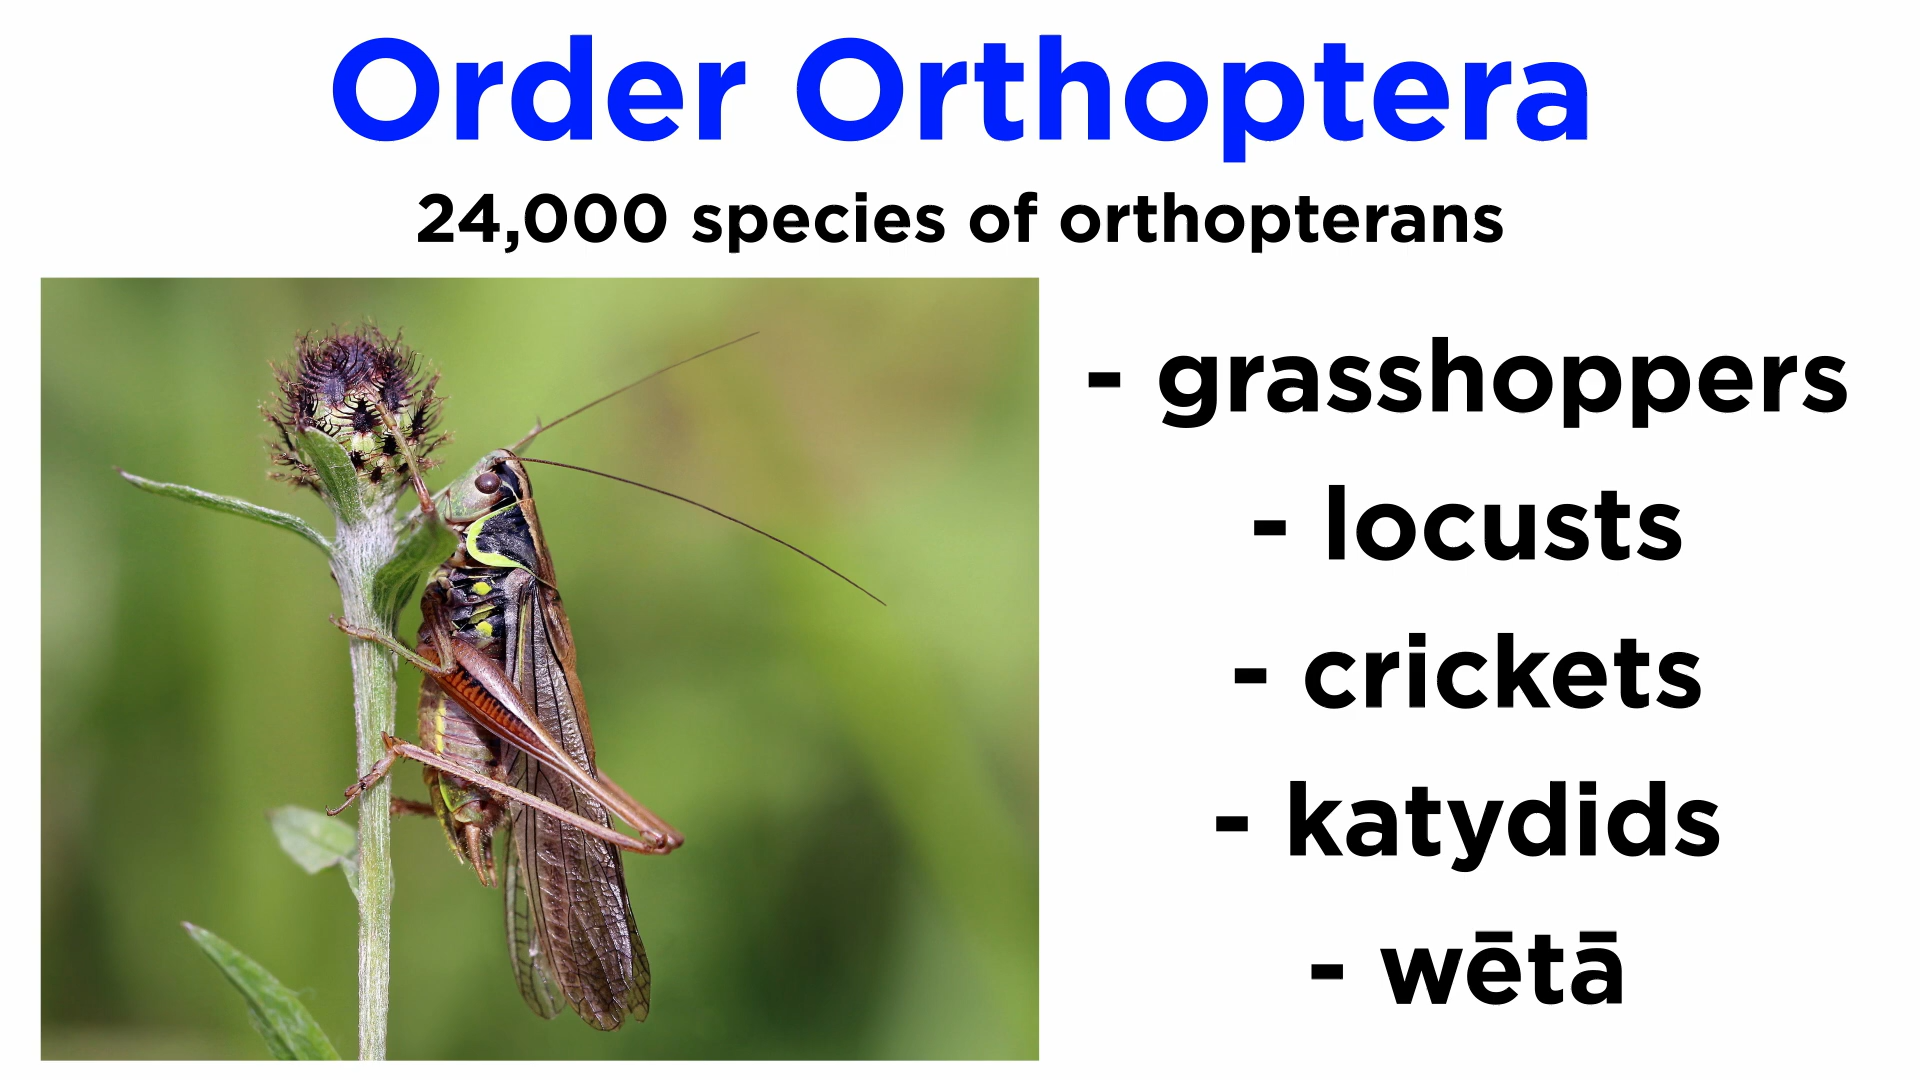 Order Orthoptera
24,000 species of orthopterans
- grasshoppers
- locusts
- crickets
- katydids
- wētā